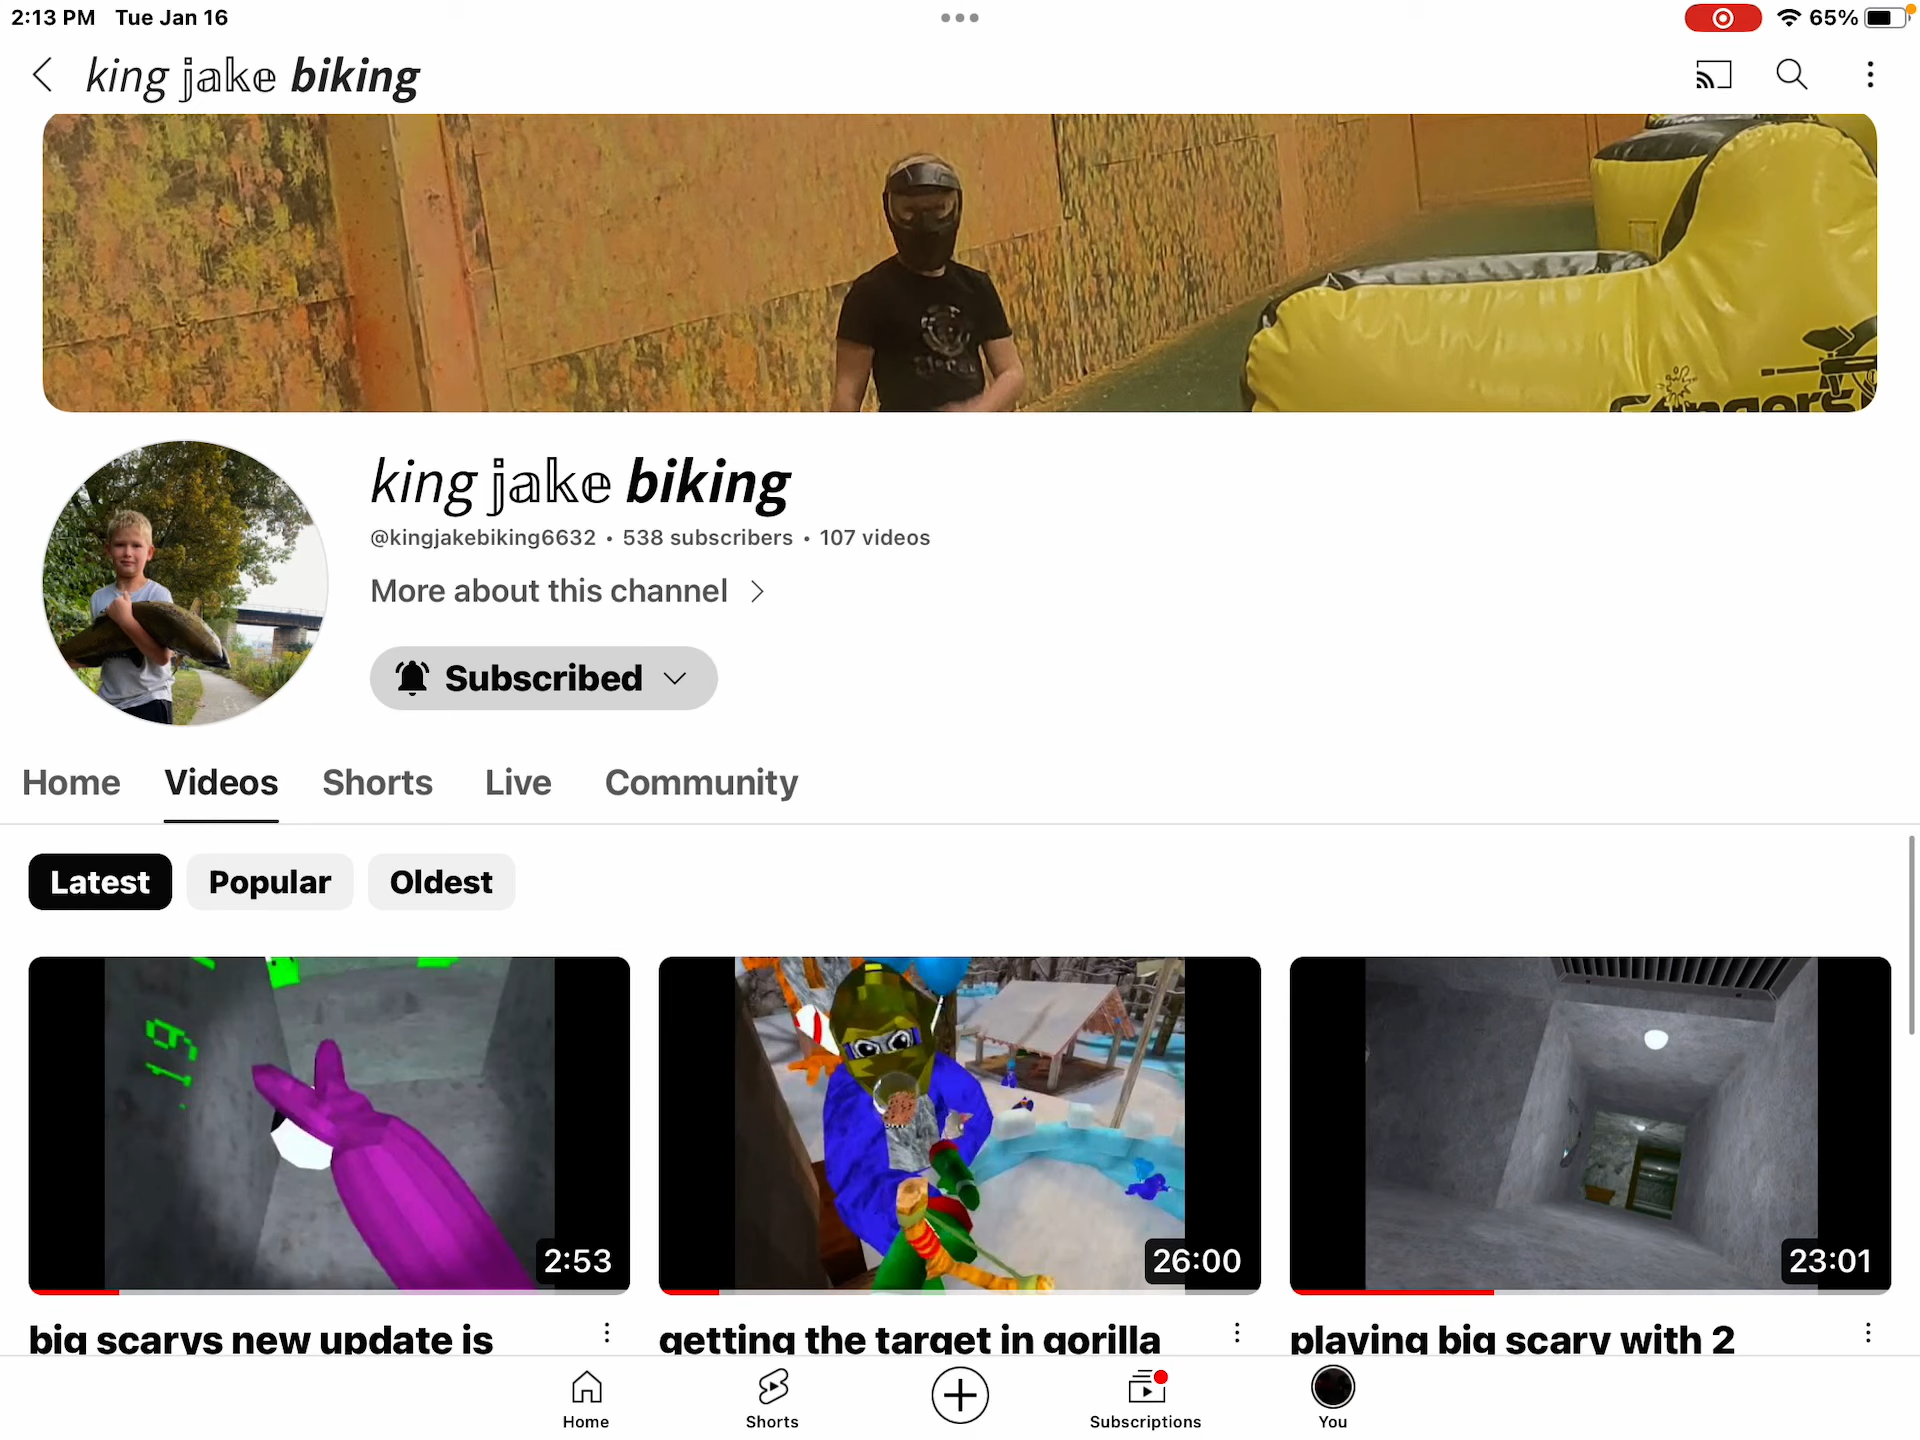 2:13 PM Tue Jan 16
65%
king jake biking
king jake biking
@kingjakebiking6632 • 538 subscribers • 107 videos
More about this channel
Subscribed
Home Videos Shorts Live Community
Latest Popular Oldest
2:53
26:00
23:01
big scarys new update is
getting the target in gorilla
playing big scary with 2
Home Shorts Subscriptions You